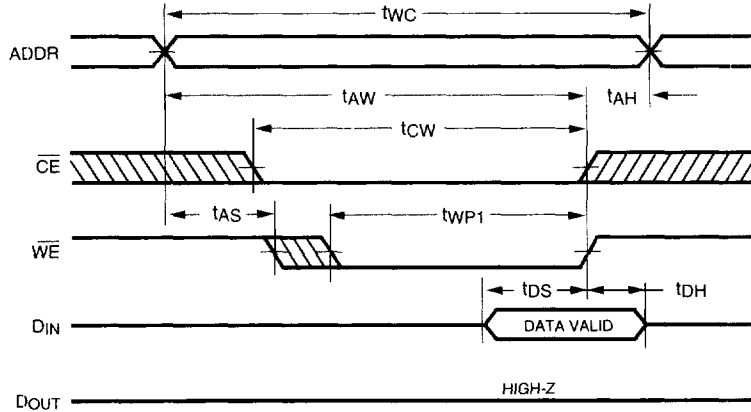 tWC
ADDR
tAW
tAH
tCW
CE
tAS
tWP1
WE
tDS
tDH
DIN
DATA VALID
HIGH-Z
DOUT